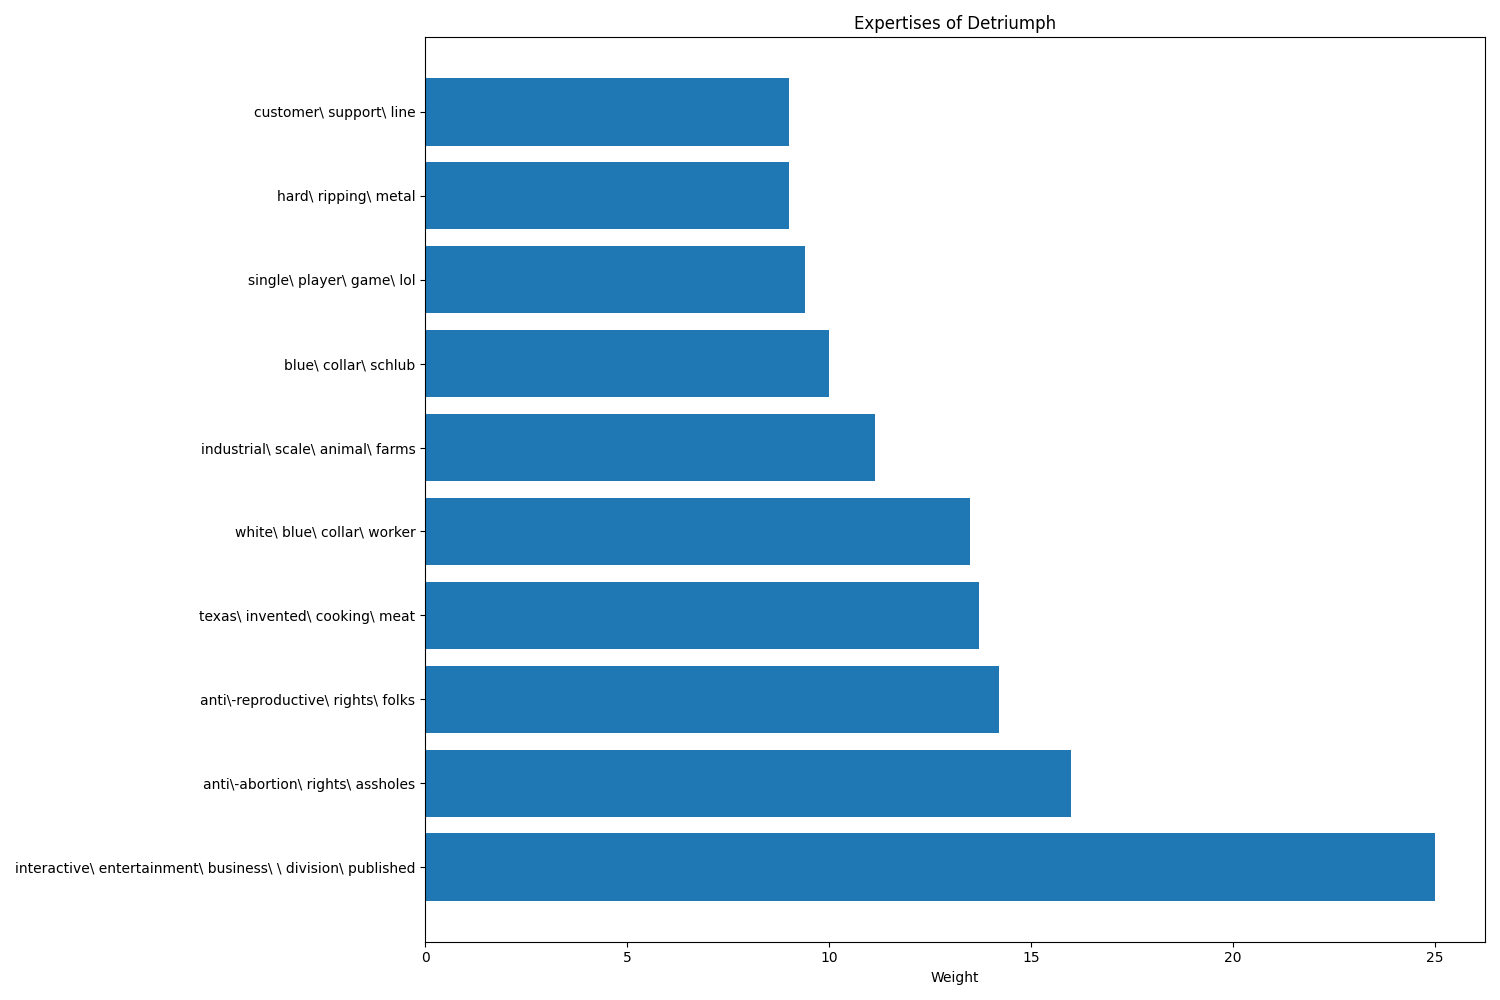 Expertises of Detriumph
customer\ support\ line
hard\ ripping\ metal
single\ player\ game\ lol
blue\ collar\ schlub
industrial\ scale\ animal\ farms
white\ blue\ collar\ worker
texas\ invented\ cooking\ meat
anti\-reproductive\ rights\ folks
anti\-abortion\ rights\ assholes
interactive\ entertainment\ business\ \ division\ published
0 5 10 15 20 25
Weight